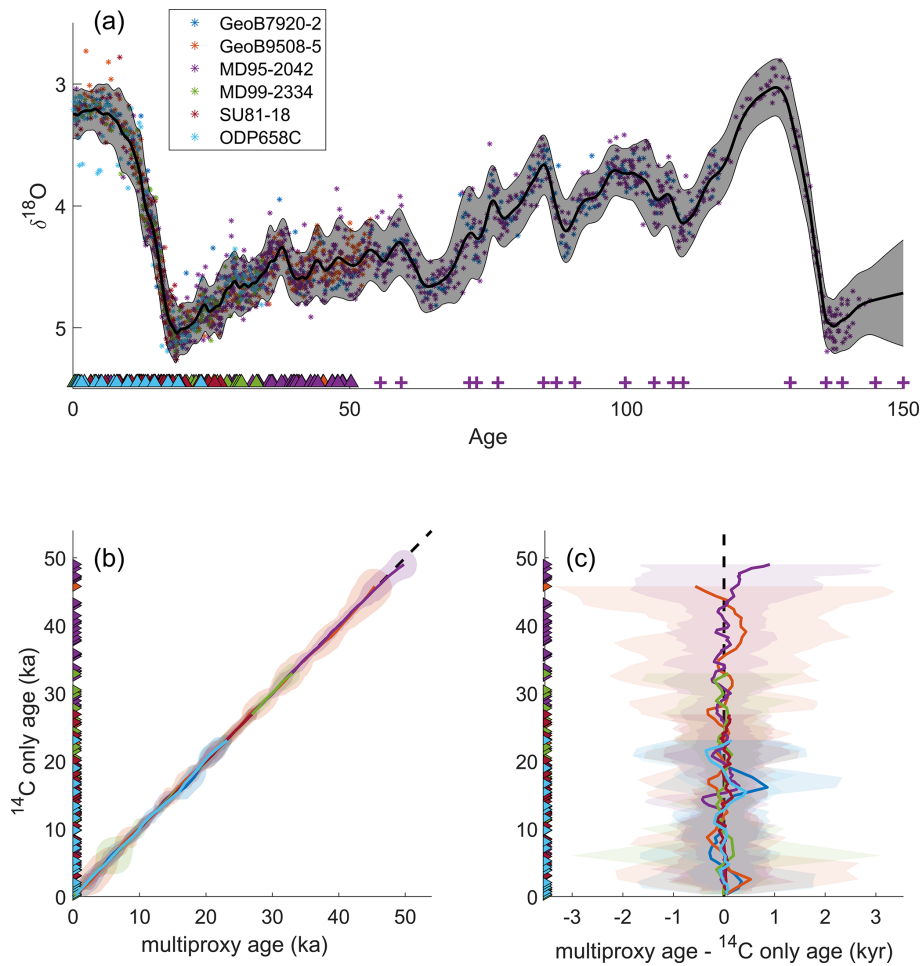 (a)
GeoB7920-2
GeoB9508-5
MD95-2042
MD99-2334
SU81-18
ODP658C
3
4
5
δ¹⁸O
0 50 100 150
Age
(b)
50
40
30
20
10
0
¹⁴C only age (ka)
0 10 20 30 40 50
multiproxy age (ka)
(c)
50
40
30
20
10
0
-3 -2 -1 0 1 2 3
multiproxy age - ¹⁴C only age (kyr)